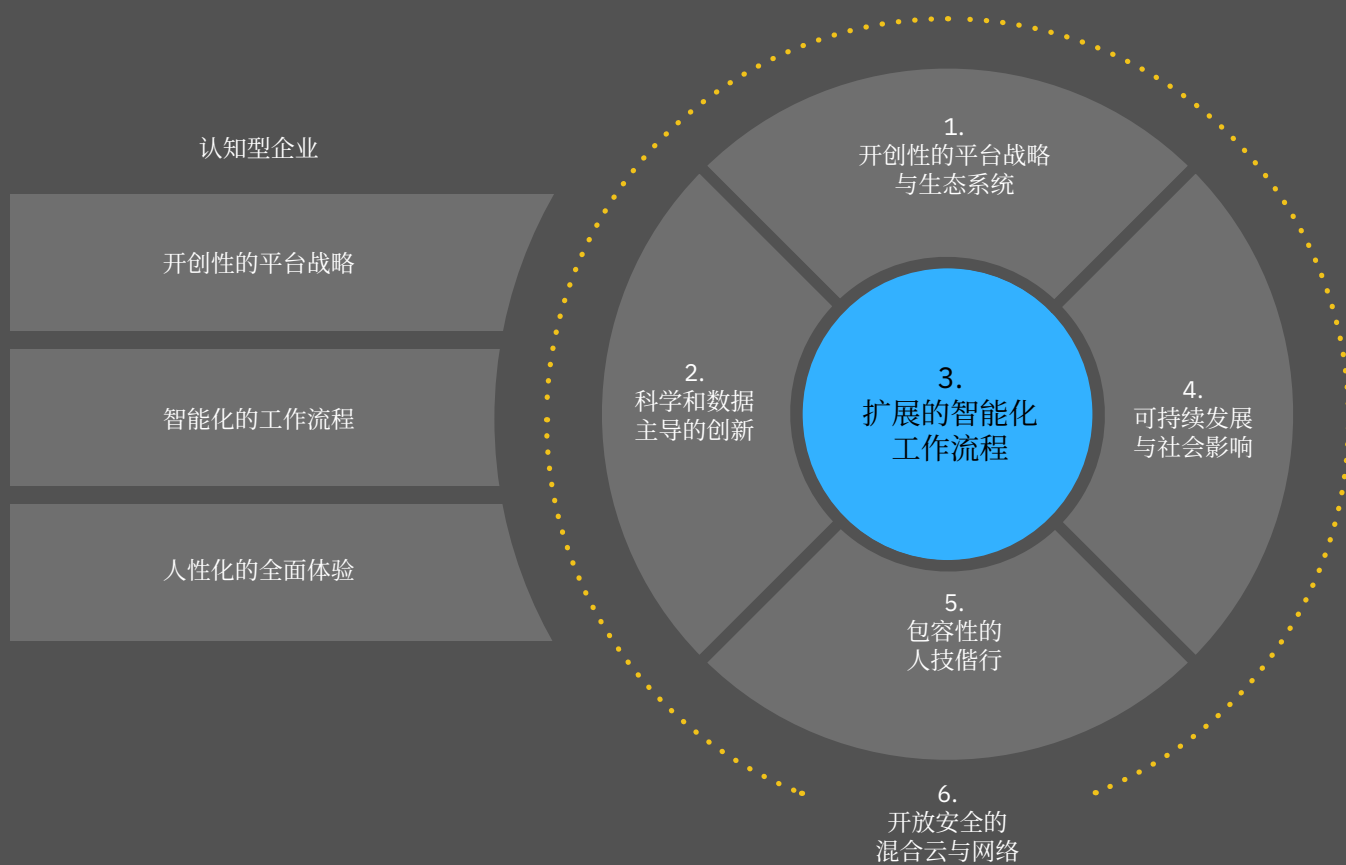 认知型企业
开创性的平台战略
智能化的工作流程
人性化的全面体验
1.
开创性的平台战略
与生态系统
2.
科学和数据
主导的创新
3.
扩展的智能化
工作流程
4.
可持续发展
与社会影响
5.
包容性的
人技偕行
6.
开放安全的
混合云与网络